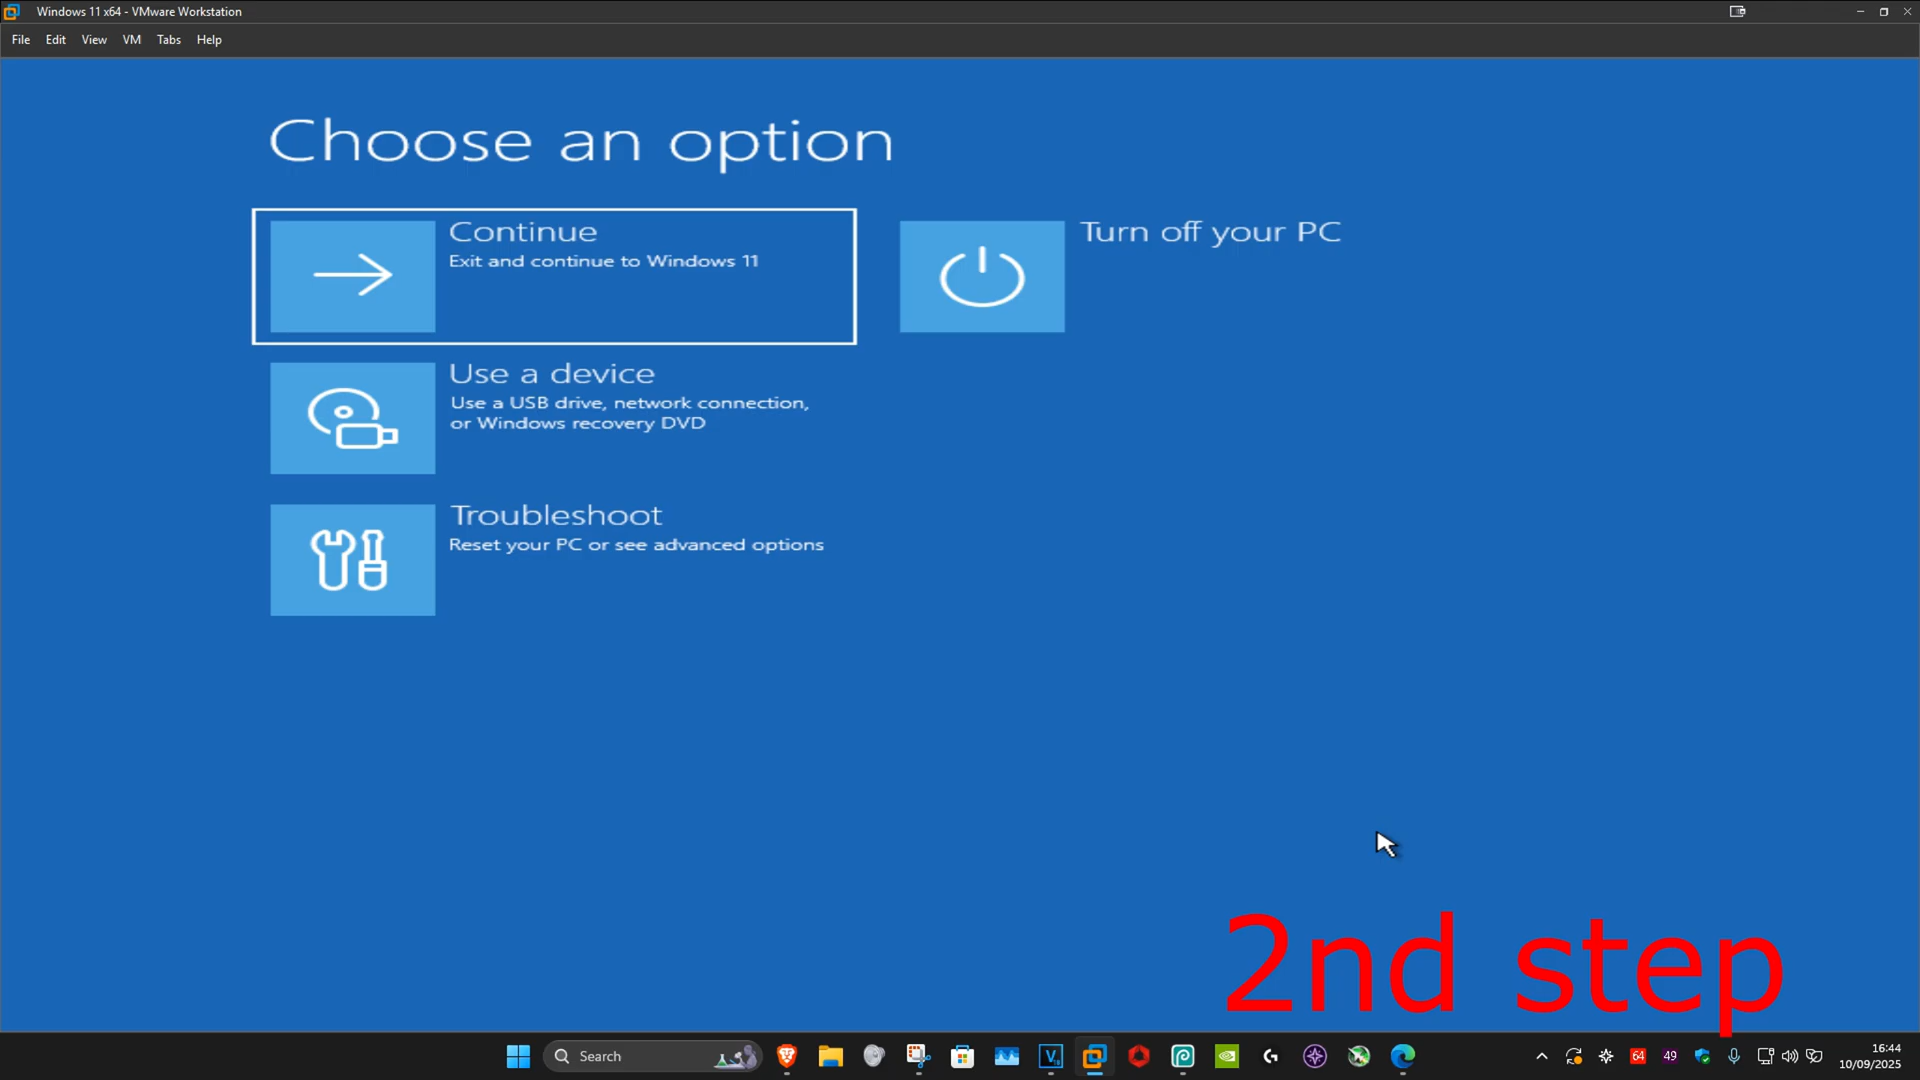 Windows 11 x64 - VMware Workstation
File Edit View VM Tabs Help
Choose an option
Continue
Exit and continue to Windows 11
Turn off your PC
Use a device
Use a USB drive, network connection,
or Windows recovery DVD
Troubleshoot
Reset your PC or see advanced options
2nd step
Search
64
49
16:44
10/09/2025